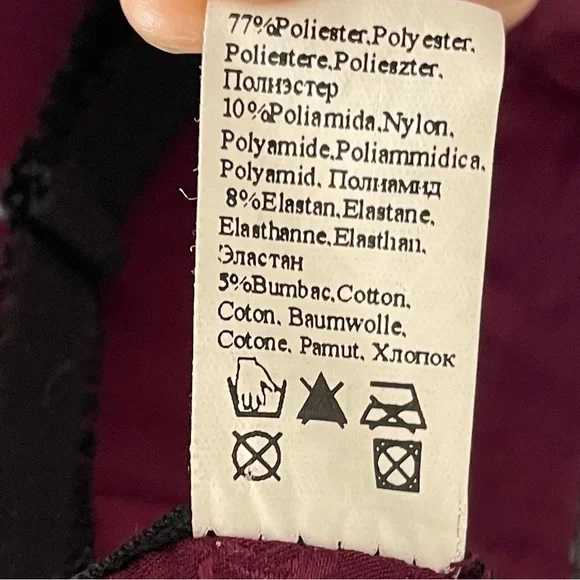 77%Poliester,Polyester,
Poliestere,Polieszter,
Полиэстер
10%Poliamida,Nylon,
Polyamide,Poliammidica,
Polyamid, Полиамид
8%Elastan,Elastane,
Elasthanne,Elasthan,
Эластан
5%Bumbac,Cotton,
Coton, Baumwolle,
Cotone, Pamut, Хлопок